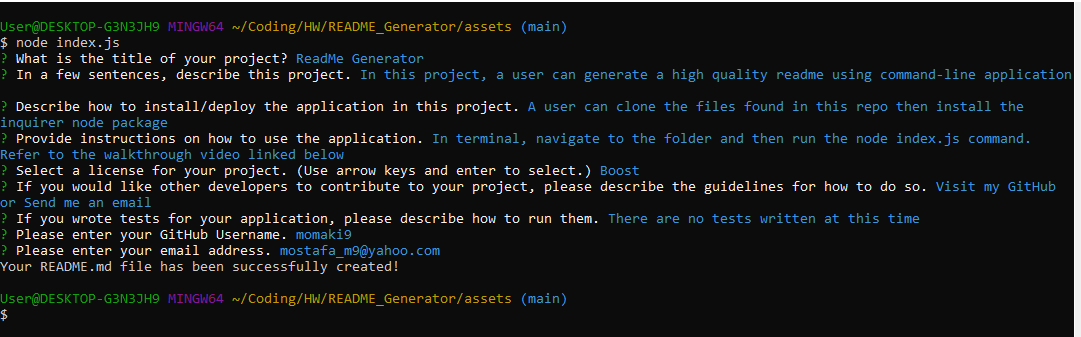 User@DESKTOP-G3N3JH9 MINGW64 ~/Coding/HW/README_Generator/assets (main)
$ node index.js
? What is the title of your project? ReadMe Generator
? In a few sentences, describe this project. In this project, a user can generate a high quality readme using command-line application
? Describe how to install/deploy the application in this project. A user can clone the files found in this repo then install the
inquirer node package
? Provide instructions on how to use the application. In terminal, navigate to the folder and then run the node index.js command.
Refer to the walkthrough video linked below
? Select a license for your project. (Use arrow keys and enter to select.) Boost
? If you would like other developers to contribute to your project, please describe the guidelines for how to do so. Visit my GitHub
or Send me an email
? If you wrote tests for your application, please describe how to run them. There are no tests written at this time
? Please enter your GitHub Username. momaki9
? Please enter your email address. mostafa_m9@yahoo.com
Your README.md file has been successfully created!
User@DESKTOP-G3N3JH9 MINGW64 ~/Coding/HW/README_Generator/assets (main)
$